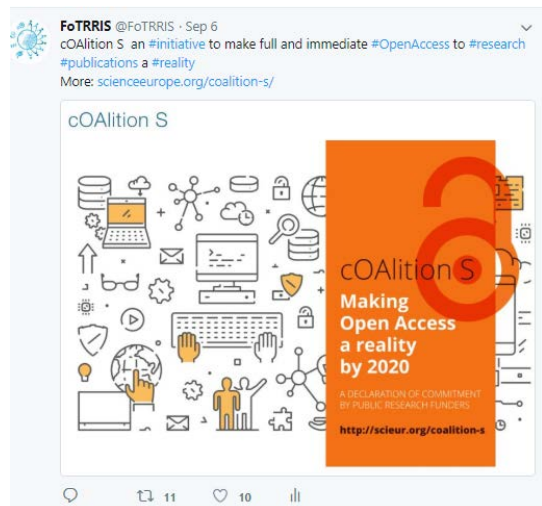 FoTRRIS @FoTRRIS · Sep 6
cOAlition S an #initiative to make full and immediate #OpenAccess to #research
#publications a #reality
More: scienceeurope.org/coalition-s/
cOAlition S
cOAlition S
Making
Open Access
a reality
by 2020
A DECLARATION OF COMMITMENT
BY PUBLIC RESEARCH FUNDERS
http://scieur.org/coalition-s
11
10